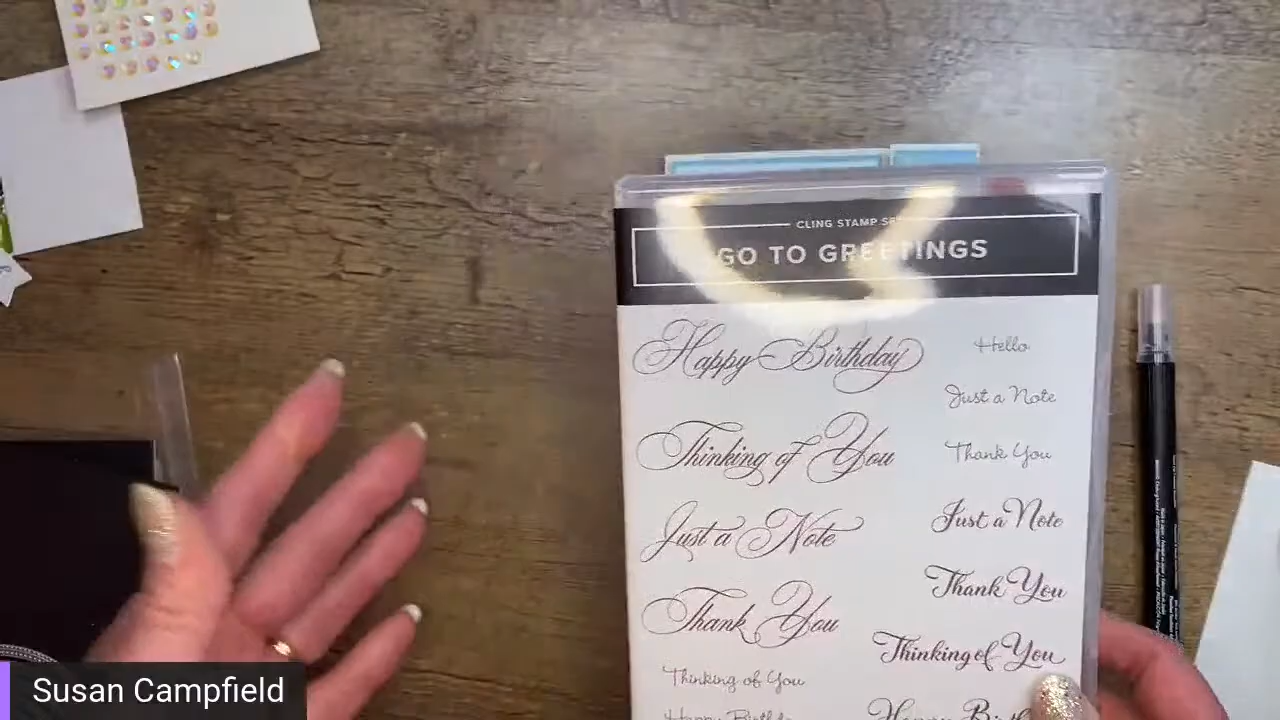 CLING STAMP SET
GO TO GREETINGS
Happy Birthday
Hello
Just a Note
Thinking of You
Thank You
Just a Note
Just a Note
Thank You
Thank You
Thinking of You
Thinking of You
Susan Campfield